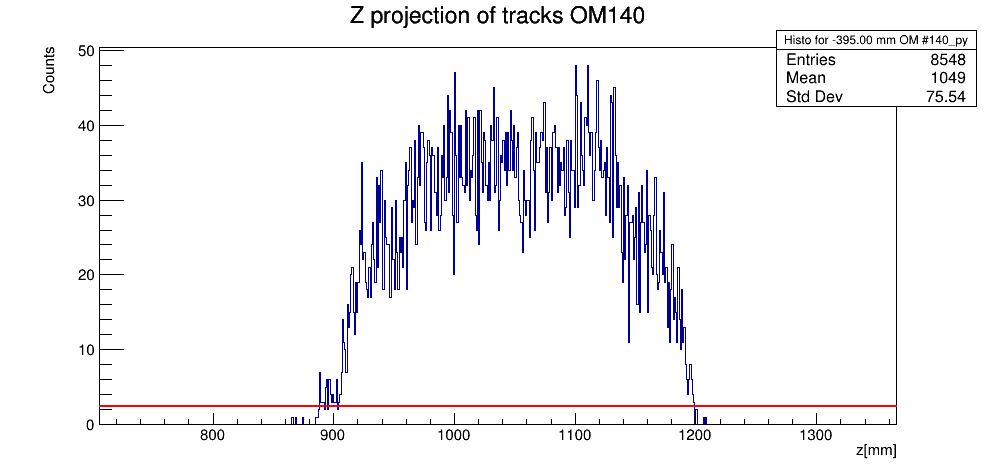 Z projection of tracks OM140
Histo for -395.00 mm OM #140_py
Entries 8548
Mean 1049
Std Dev 75.54
Counts
50
40
30
20
10
0
800 900 1000 1100 1200 1300
z[mm]